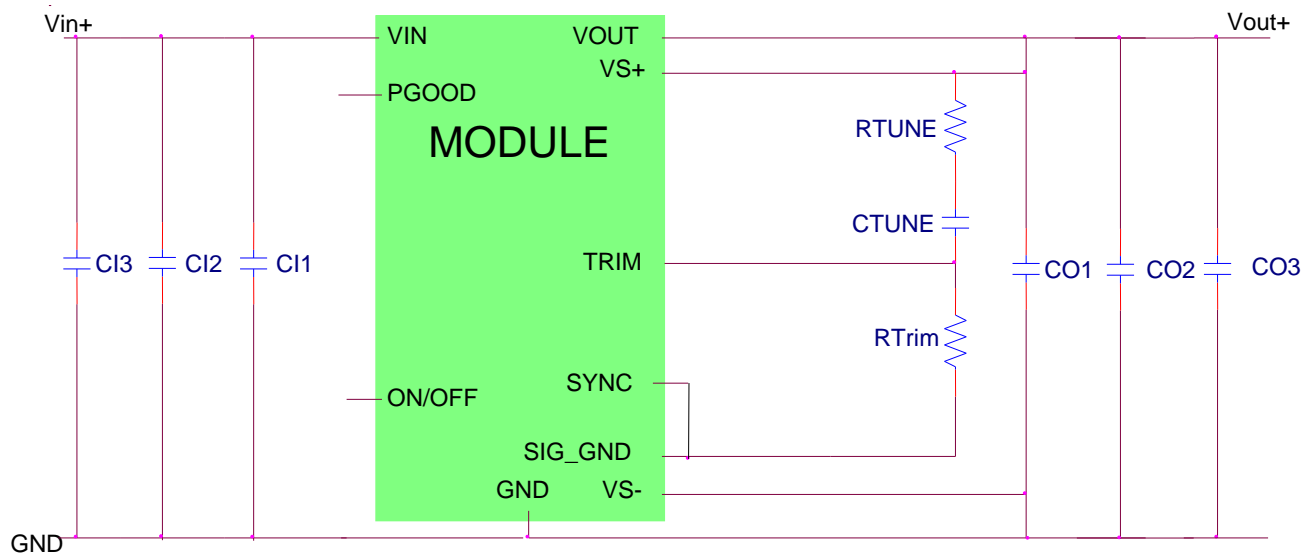 Vin+
VIN
VOUT
Vout+
VS+
PGOOD
RTUNE
MODULE
CTUNE
TRIM
CI3
CI2
CI1
CO1
CO2
CO3
RTrim
SYNC
ON/OFF
SIG_GND
GND
VS-
GND